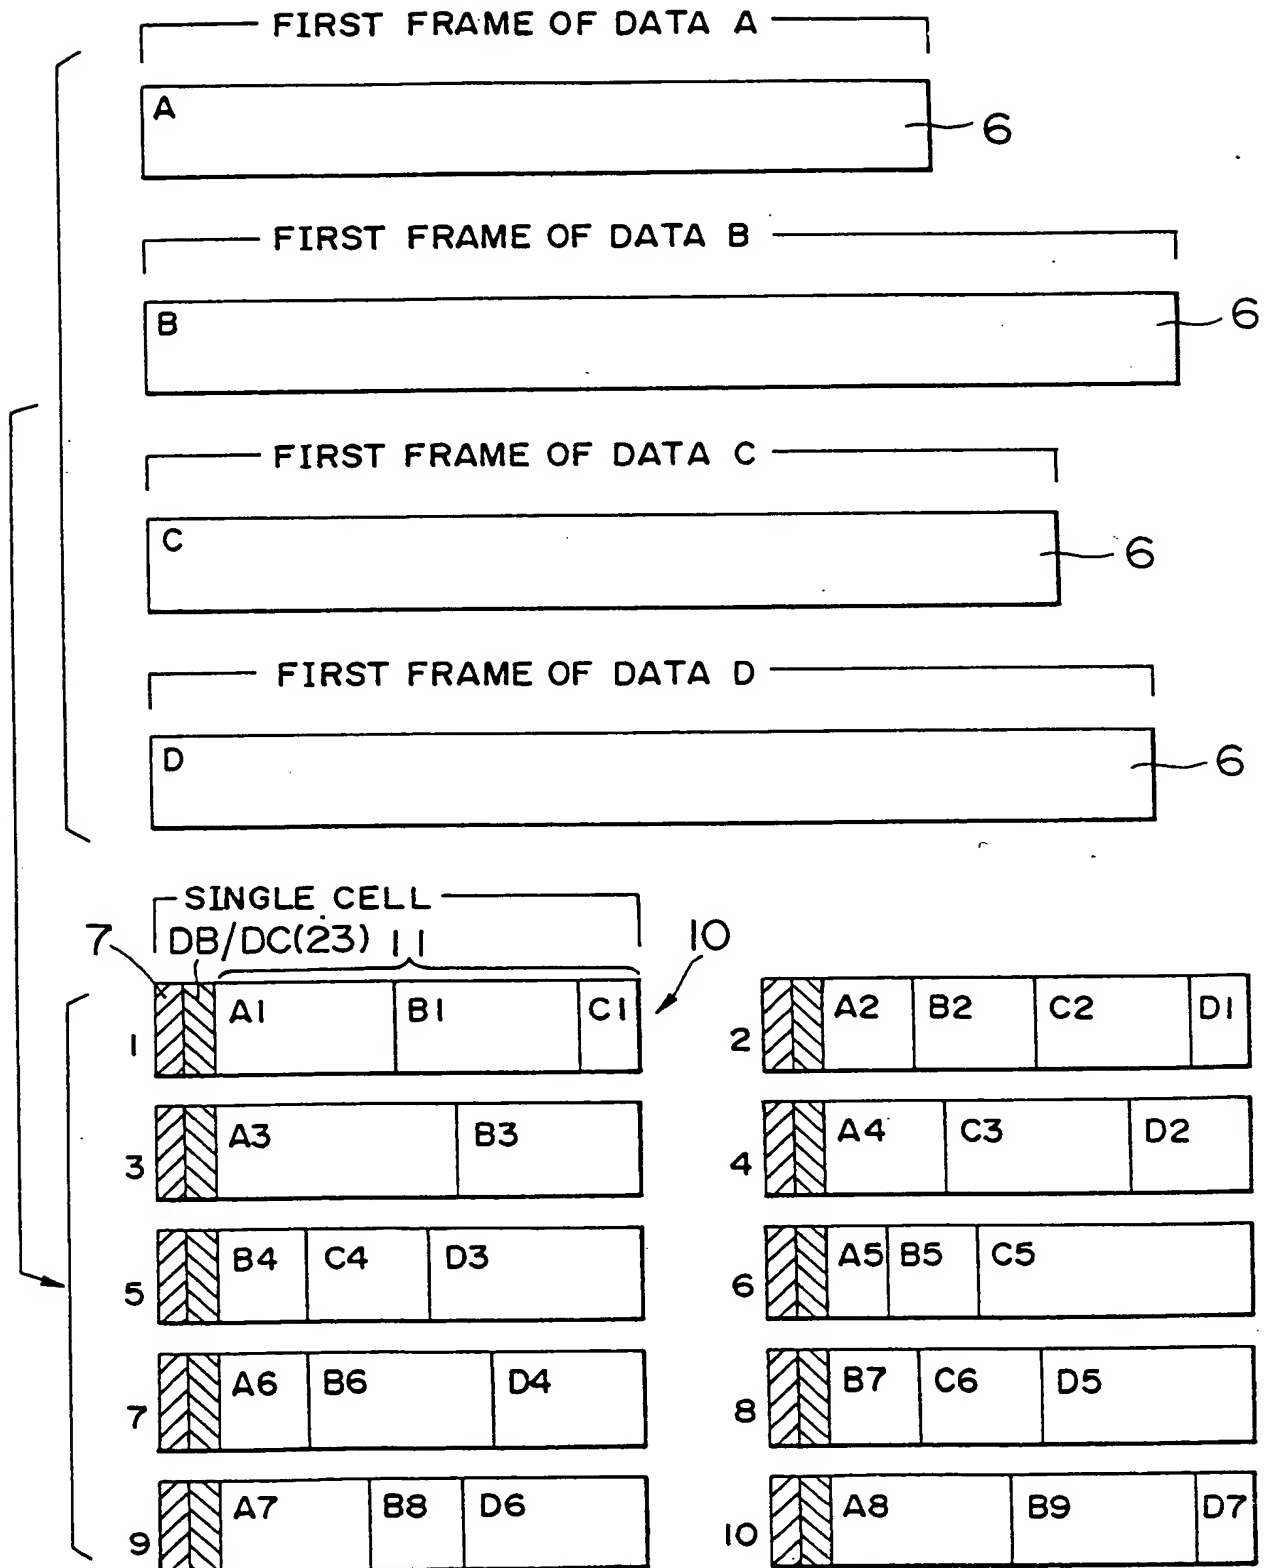 FIRST FRAME OF DATA A
A
6
FIRST FRAME OF DATA B
B
6
FIRST FRAME OF DATA C
C
6
FIRST FRAME OF DATA D
D
6
SINGLE CELL
7 DB/DC(23) 11 10
1 A1 B1 C1
2 A2 B2 C2 D1
3 A3 B3
4 A4 C3 D2
5 B4 C4 D3
6 A5 B5 C5
7 A6 B6 D4
8 B7 C6 D5
9 A7 B8 D6
10 A8 B9 D7